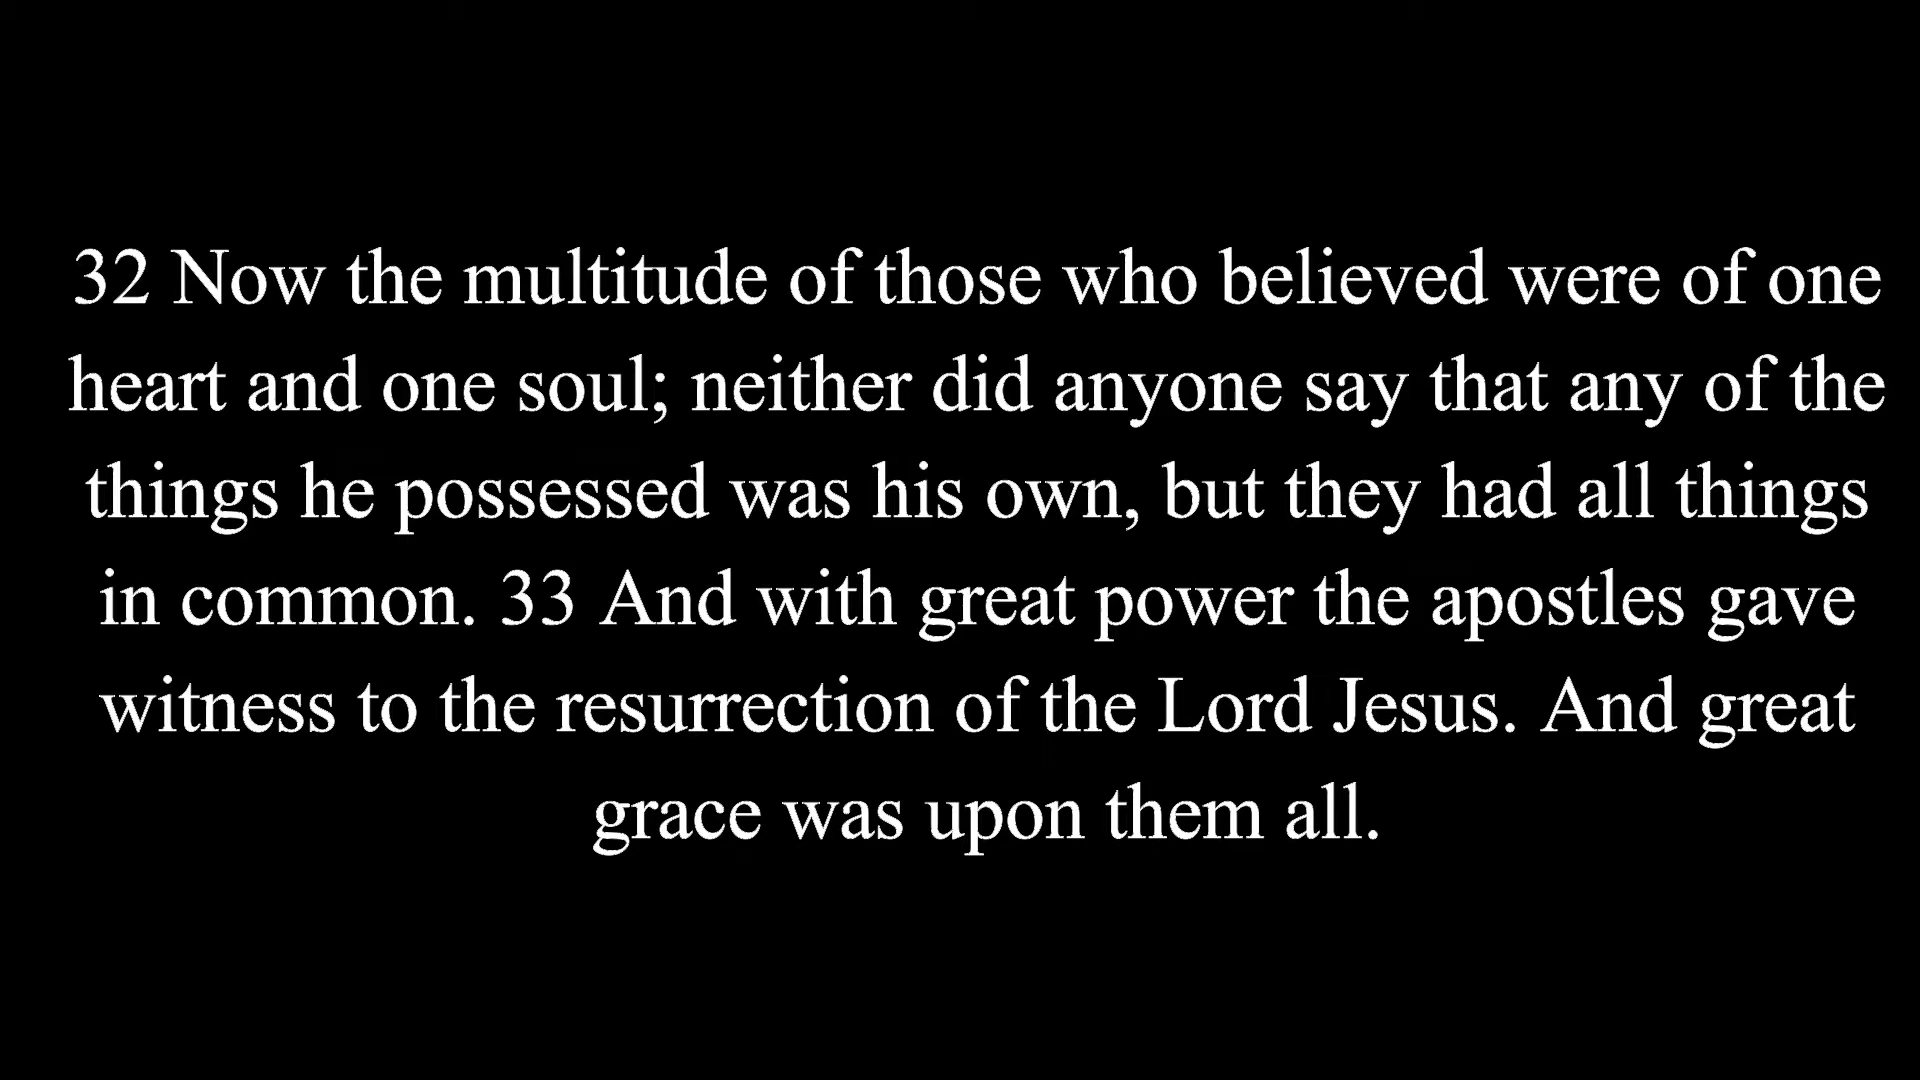 32 Now the multitude of those who believed were of one
heart and one soul; neither did anyone say that any of the
things he possessed was his own, but they had all things
in common. 33 And with great power the apostles gave
witness to the resurrection of the Lord Jesus. And great
grace was upon them all.